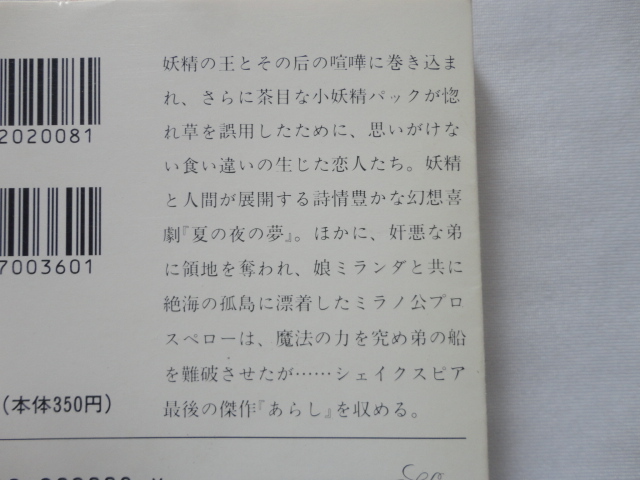 妖精の王とその后の喧嘩に巻き込ま
れ、さらに茶目な小妖精パックが惚
れ草を誤用したために、思いがけな
い食い違いの生じた恋人たち。妖精
と人間が展開する詩情豊かな幻想喜
劇『夏の夜の夢』。ほかに、奸悪な弟
に領地を奪われ、娘ミランダと共に
絶海の孤島に漂着したミラノ公プロ
スペローは、魔法の力を究め弟の船
を難破させたが……シェイクスピア
最後の傑作『あらし』を収める。
2020081
7003601
(本体350円)